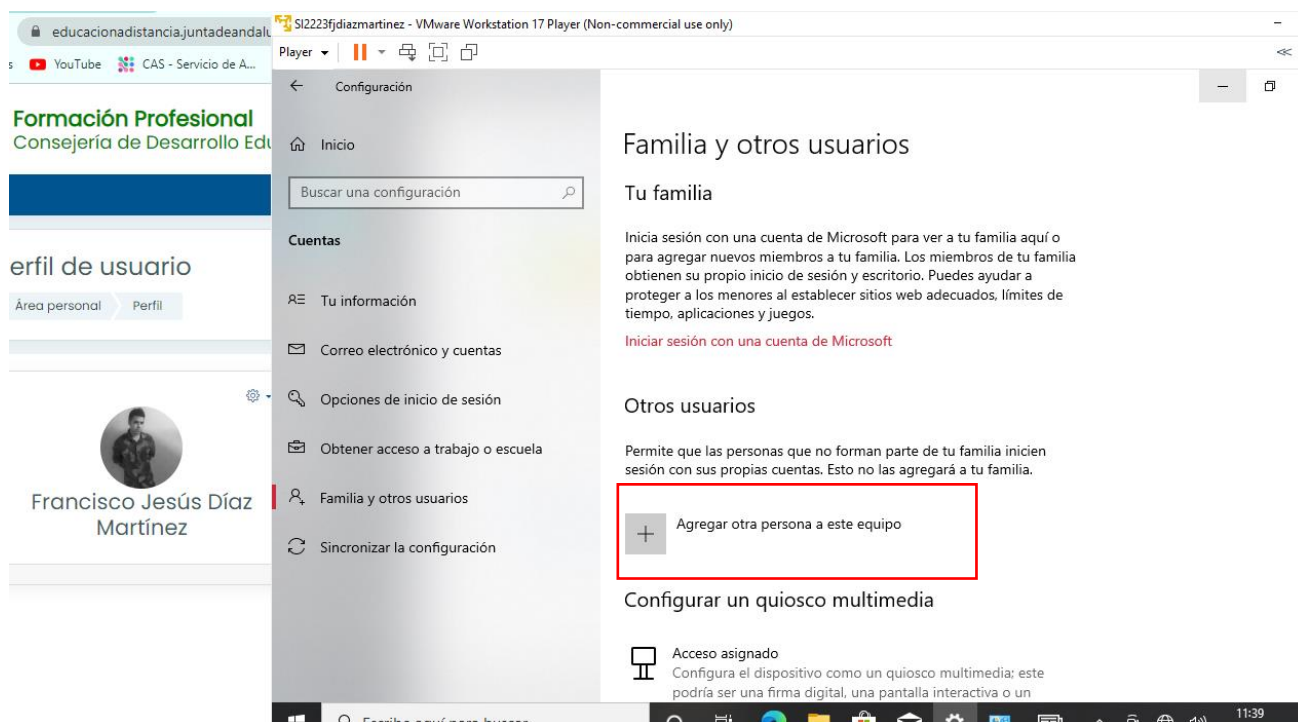 educacionadistancia.juntadeandalu
YouTube
CAS - Servicio de A...
Formación Profesional
Consejería de Desarrollo Edu
erfil de usuario
Área personal
Perfil
Francisco Jesús Díaz
Martínez
SI2223fjdiazmartinez - VMware Workstation 17 Player (Non-commercial use only)
Player
Configuración
Inicio
Buscar una configuración
Cuentas
Tu información
Correo electrónico y cuentas
Opciones de inicio de sesión
Obtener acceso a trabajo o escuela
Familia y otros usuarios
Sincronizar la configuración
Familia y otros usuarios
Tu familia
Inicia sesión con una cuenta de Microsoft para ver a tu familia aquí o
para agregar nuevos miembros a tu familia. Los miembros de tu familia
obtienen su propio inicio de sesión y escritorio. Puedes ayudar a
proteger a los menores al establecer sitios web adecuados, límites de
tiempo, aplicaciones y juegos.
Iniciar sesión con una cuenta de Microsoft
Otros usuarios
Permite que las personas que no forman parte de tu familia inicien
sesión con sus propias cuentas. Esto no las agregará a tu familia.
Agregar otra persona a este equipo
Configurar un quiosco multimedia
Acceso asignado
Configura el dispositivo como un quiosco multimedia; este
podría ser una firma digital, una pantalla interactiva o un
Escribe aquí para buscar
11:39